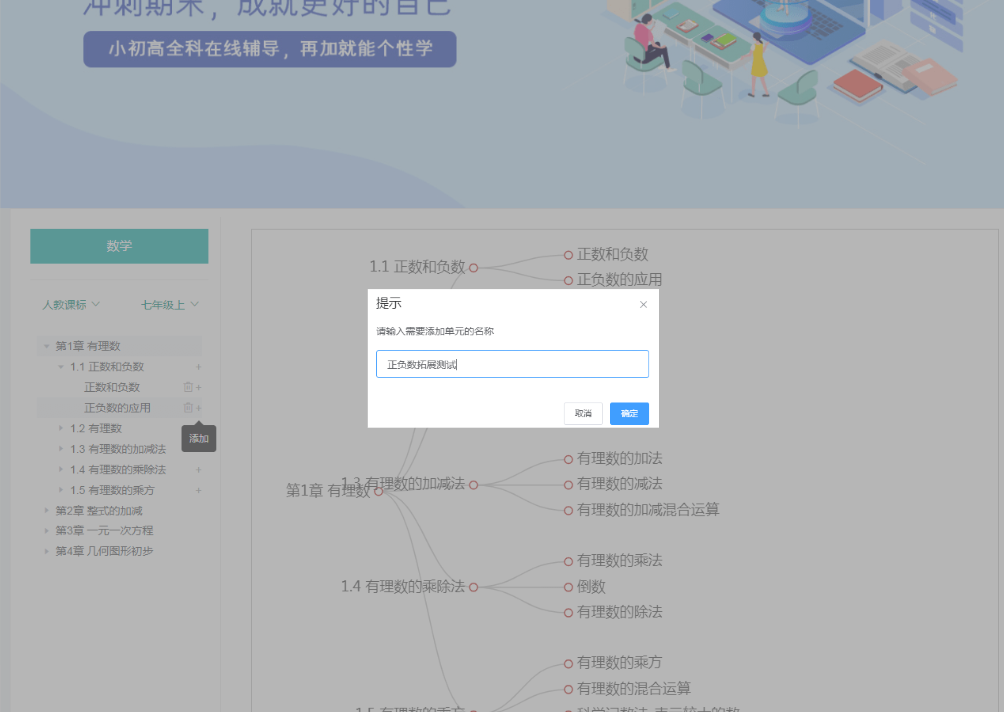 冲刺期末，成就更好的自己
小初高全科在线辅导，再加就能个性学
数学
人教课标
七年级上
第1章 有理数
1.1 正数和负数
正数和负数
正负数的应用
1.2 有理数
1.3 有理数的加减法
1.4 有理数的乘除法
1.5 有理数的乘方
第2章 整式的加减
第3章 一元一次方程
第4章 几何图形初步
添加
1.1 正数和负数
正数和负数
正负数的应用
提示
请输入需要添加单元的名称
正负数拓展测试
取消
确定
第1章 有理数
1.3 有理数的加减法
有理数的加法
有理数的减法
有理数的加减混合运算
1.4 有理数的乘除法
有理数的乘法
倒数
有理数的除法
1.5 有理数的乘方
有理数的乘方
有理数的混合运算